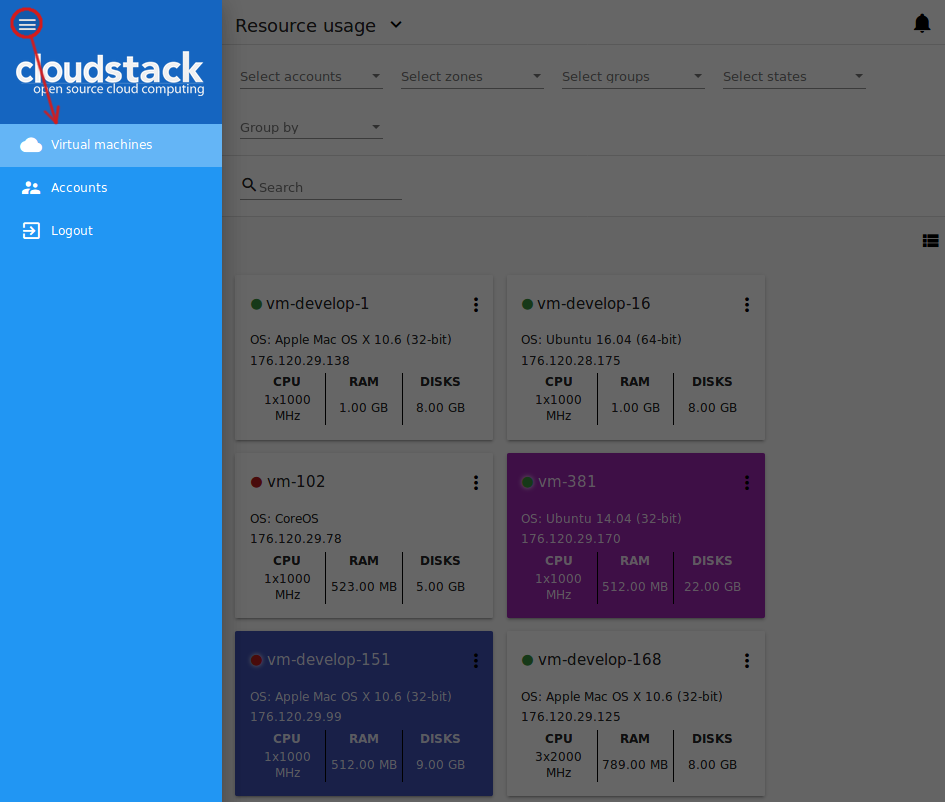 cloudstack
open source cloud computing
Virtual machines
Accounts
Logout
Resource usage
Select accounts
Select zones
Select groups
Select states
Group by
Search
vm-develop-1
OS: Apple Mac OS X 10.6 (32-bit)
176.120.29.138
CPU RAM DISKS
1x1000 MHz 1.00 GB 8.00 GB
vm-develop-16
OS: Ubuntu 16.04 (64-bit)
176.120.28.175
CPU RAM DISKS
1x1000 MHz 1.00 GB 8.00 GB
vm-102
OS: CoreOS
176.120.29.78
CPU RAM DISKS
1x1000 MHz 523.00 MB 5.00 GB
vm-381
OS: Ubuntu 14.04 (32-bit)
176.120.29.170
CPU RAM DISKS
1x1000 MHz 512.00 MB 22.00 GB
vm-develop-151
OS: Apple Mac OS X 10.6 (32-bit)
176.120.29.99
CPU RAM DISKS
1x1000 MHz 512.00 MB 9.00 GB
vm-develop-168
OS: Apple Mac OS X 10.6 (32-bit)
176.120.29.125
CPU RAM DISKS
3x2000 MHz 789.00 MB 8.00 GB